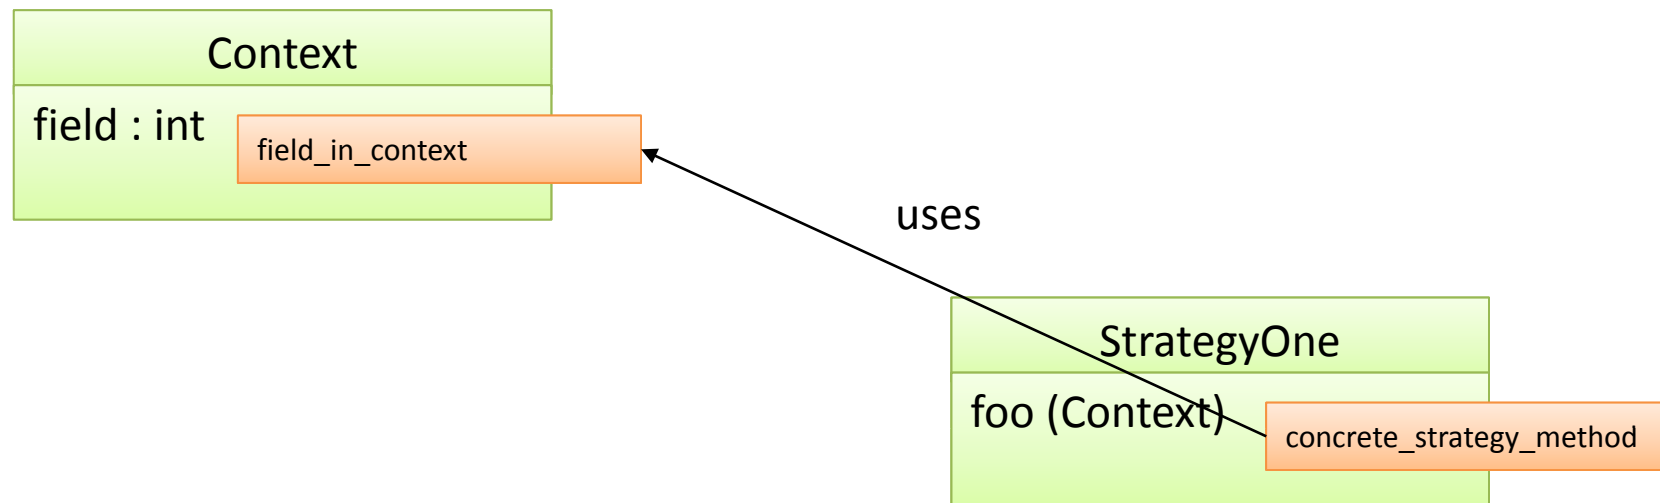 Context
field : int
field_in_context
uses
StrategyOne
foo (Context)
concrete_strategy_method